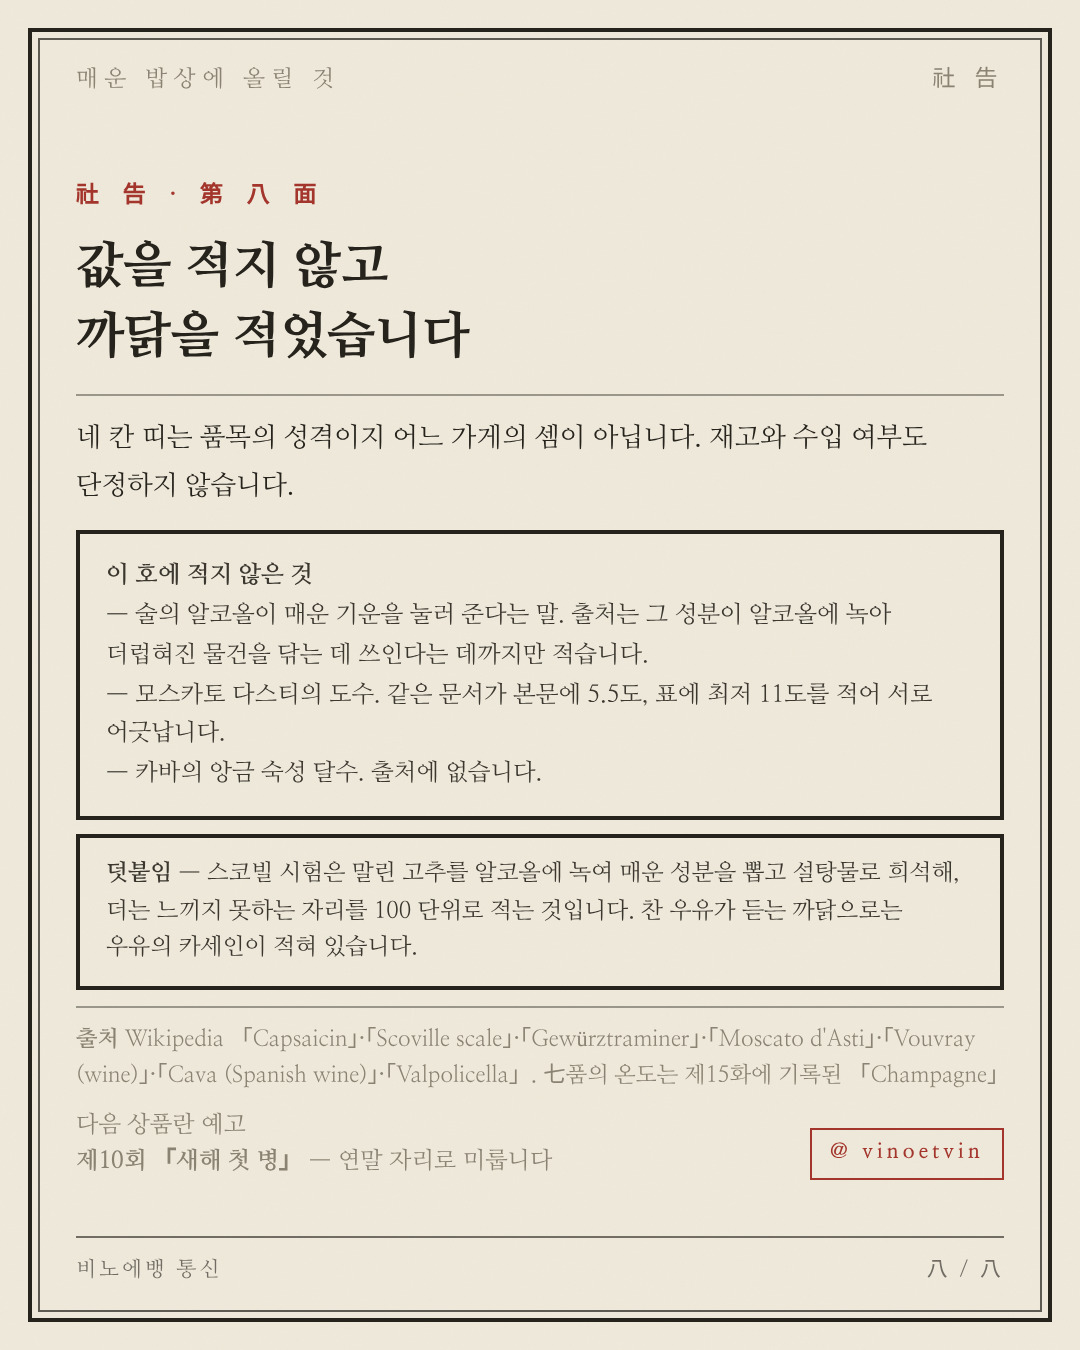 매운 밥상에 올릴 것
社 告
社 告 · 第 八 面
값을 적지 않고
까닭을 적었습니다
네 칸 띠는 품목의 성격이지 어느 가게의 셈이 아닙니다. 재고와 수입 여부도
단정하지 않습니다.
이 호에 적지 않은 것
— 술의 알코올이 매운 기운을 눌러 준다는 말. 출처는 그 성분이 알코올에 녹아
더럽혀진 물건을 닦는 데 쓰인다는 데까지만 적습니다.
— 모스카토 다스티의 도수. 같은 문서가 본문에 5.5도, 표에 최저 11도를 적어 서로
어긋납니다.
— 카바의 앙금 숙성 달수. 출처에 없습니다.
덧붙임 — 스코빌 시험은 말린 고추를 알코올에 녹여 매운 성분을 뽑고 설탕물로 희석해,
더는 느끼지 못하는 자리를 100 단위로 적는 것입니다. 찬 우유가 듣는 까닭으로는
우유의 카세인이 적혀 있습니다.
출처 Wikipedia 「Capsaicin」·「Scoville scale」·「Gewürztraminer」·「Moscato d'Asti」·「Vouvray
(wine)」·「Cava (Spanish wine)」·「Valpolicella」. 七품의 온도는 제15화에 기록된 「Champagne」
다음 상품란 예고
제10회 『새해 첫 병』 — 연말 자리로 미룹니다
@ vinoetvin
비노에뱅 통신
八 / 八